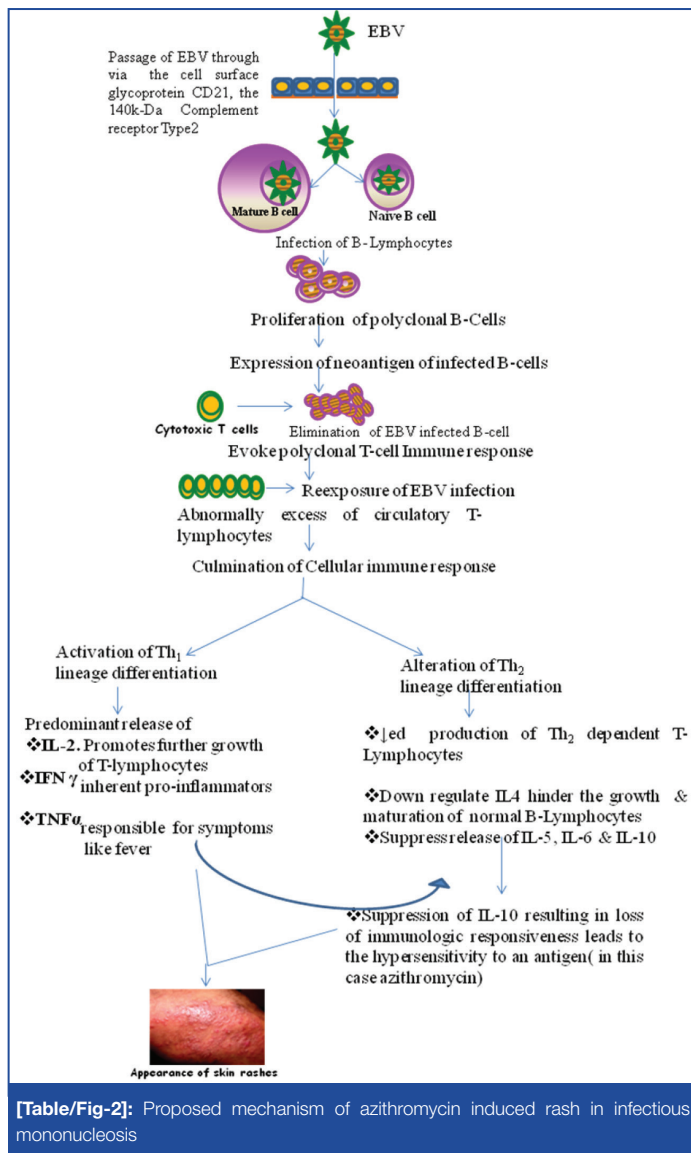 EBV
Passage of EBV through
via the cell surface
glycoprotein CD21, the
140k-Da Complement
receptor Type2
Mature B cell
Naive B cell
Infection of B-Lymphocytes
Proliferation of polyclonal B-Cells
Expression of neoantigen of infected B-cells
Cytotoxic T cells
Elimination of EBV infected B-cell
Evoke polyclonal T-cell Immune response
Reexposure of EBV infection
Abnormally excess of circulatory T-
lymphocytes
Culmination of Cellular immune response
Activation of Th1
lineage differentiation
Predominant release of
❖IL-2. Promotes further growth
of T-lymphocytes
❖IFN γ inherent pro-inflammators
❖TNFα responsible for symptoms
like fever
Alteration of Th2
lineage differentiation
❖↓ed production of Th2 dependent T-
Lymphocytes
❖Down regulate IL4 hinder the growth &
maturation of normal B-Lymphocytes
❖Suppress release of IL-5, IL-6 & IL-10
❖Suppression of IL-10 resulting in loss
of immunologic responsiveness leads to
the hypersensitivity to an antigen( in this
case azithromycin)
Appearance of skin rashes
[Table/Fig-2]: Proposed mechanism of azithromycin induced rash in infectious
mononucleosis